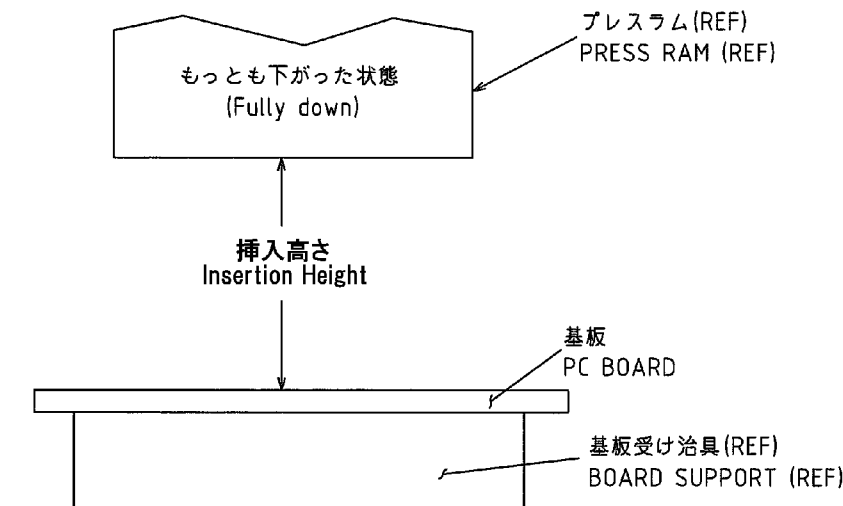 プレスラム(REF)
PRESS RAM (REF)
もっとも下がった状態
(Fully down)
挿入高さ
Insertion Height
基板
PC BOARD
基板受け治具(REF)
BOARD SUPPORT (REF)